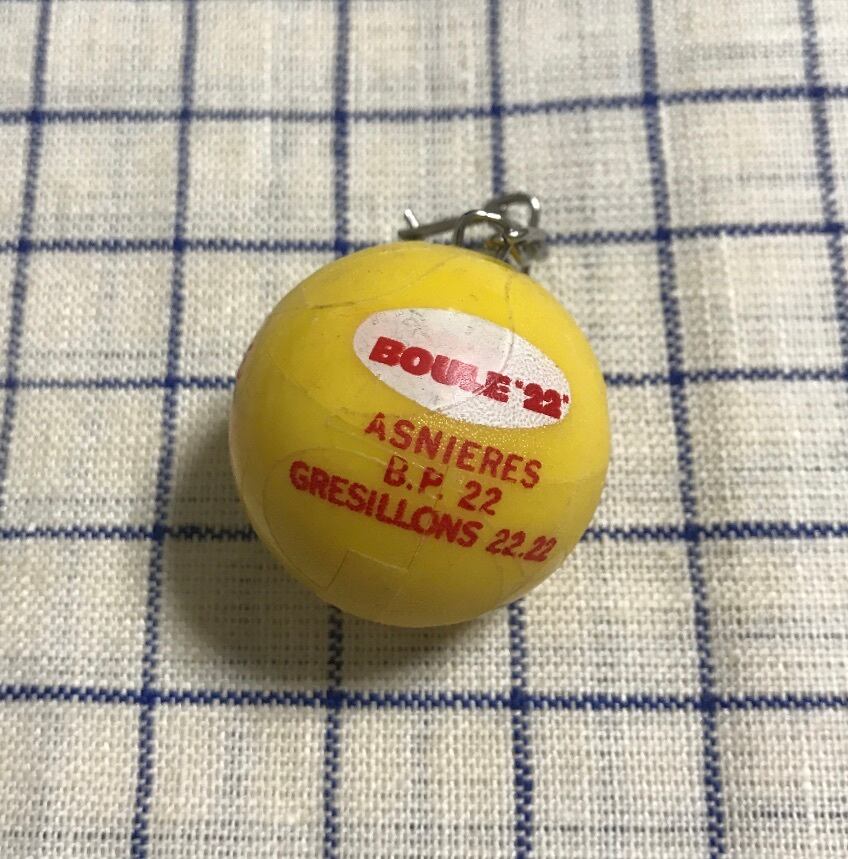 BOULE "22"
ASNIERES
B.P. 22
GRESILLONS 22.22